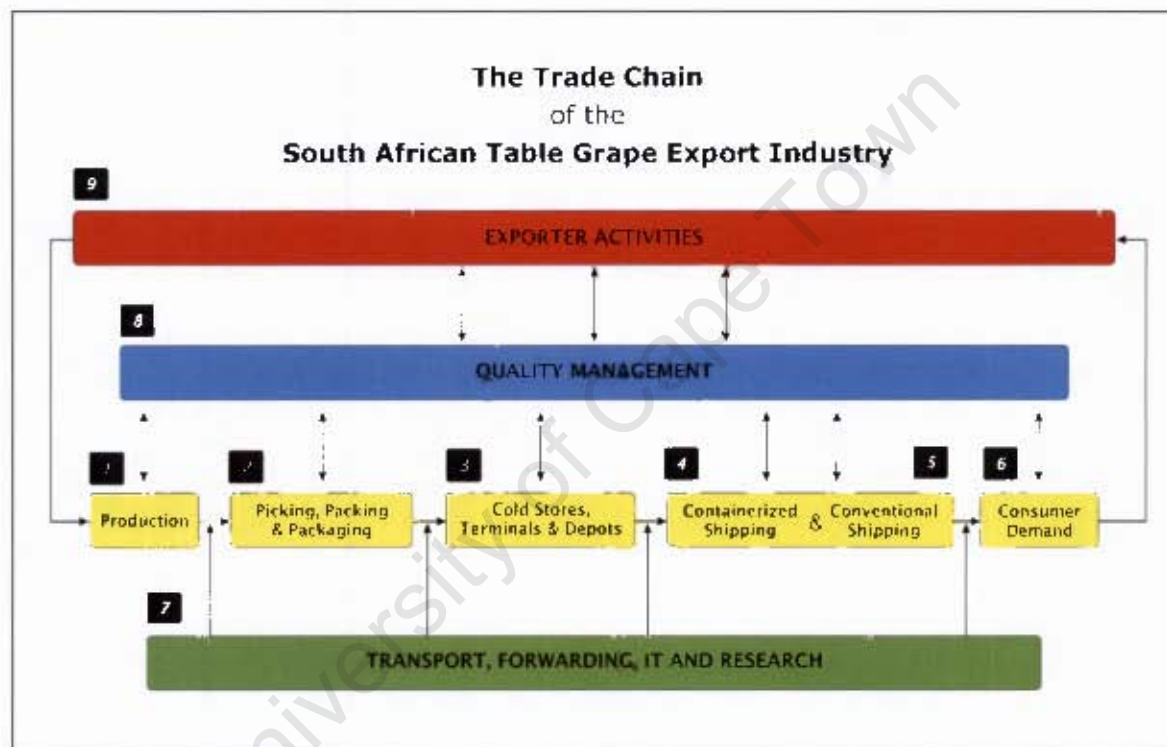 The Trade Chain
of the
South African Table Grape Export Industry
9
EXPORTER ACTIVITIES
8
QUALITY MANAGEMENT
1
2
3
4
5
6
Production
Picking, Packing
& Packaging
Cold Stores,
Terminals & Depots
Containerized
Shipping
&
Conventional
Shipping
Consumer
Demand
7
TRANSPORT, FORWARDING, IT AND RESEARCH
University of Cape Town